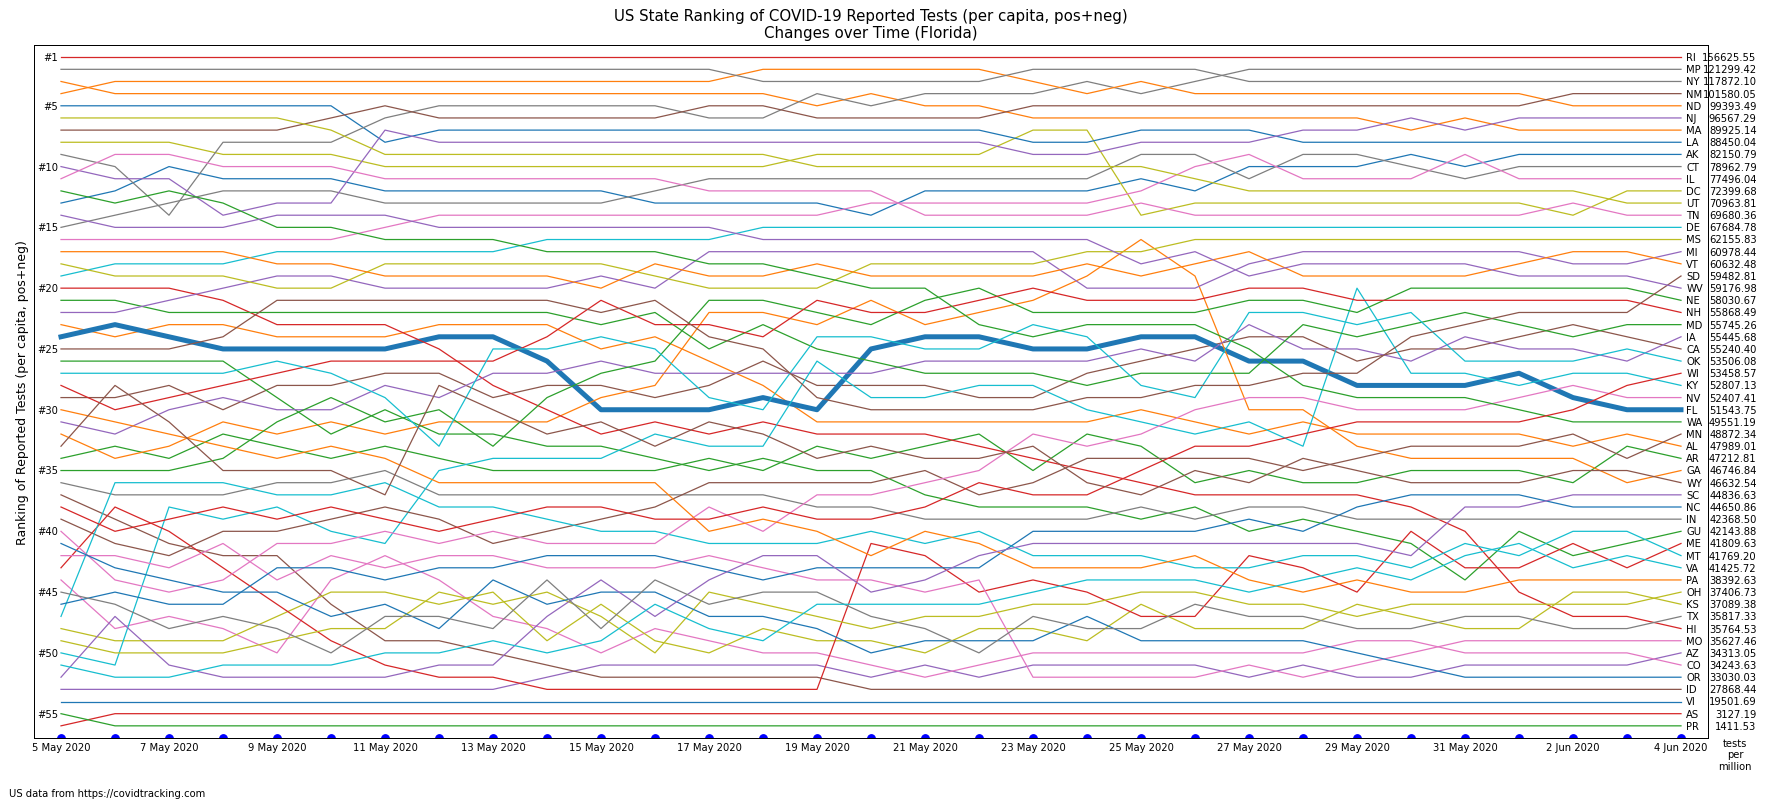 US State Ranking of COVID-19 Reported Tests (per capita, pos+neg)
Changes over Time (Florida)
Ranking of Reported Tests (per capita, pos+neg)
#1
#5
#10
#15
#20
#25
#30
#35
#40
#45
#50
#55
RI 156625.55
MP 121299.42
NY 117872.10
NM 101580.05
ND 99393.49
NJ 96567.29
MA 89925.14
LA 88450.04
AK 82150.79
CT 78962.79
IL 77496.04
DC 72399.68
UT 70963.81
TN 69680.36
DE 67684.78
MS 62155.83
MI 60978.44
VT 60632.48
SD 59482.81
WV 59176.98
NE 58030.67
NH 55868.49
MD 55745.26
IA 55445.68
CA 55240.40
OK 53506.08
WI 53458.57
KY 52807.13
NV 52407.41
FL 51543.75
WA 49551.19
MN 48872.34
AL 47989.01
AR 47212.81
GA 46746.84
WY 46632.54
SC 44836.63
NC 44650.86
IN 42368.50
GU 42143.88
ME 41809.63
MT 41769.20
VA 41425.72
PA 38392.63
OH 37406.73
KS 37089.38
TX 35817.33
HI 35764.53
MO 35627.46
AZ 34313.05
CO 34243.63
OR 33030.03
ID 27868.44
VI 19501.69
AS 3127.19
PR 1411.53
5 May 2020 7 May 2020 9 May 2020 11 May 2020 13 May 2020 15 May 2020 17 May 2020 19 May 2020 21 May 2020 23 May 2020 25 May 2020 27 May 2020 29 May 2020 31 May 2020 2 Jun 2020 4 Jun 2020
tests
per
million
US data from https://covidtracking.com